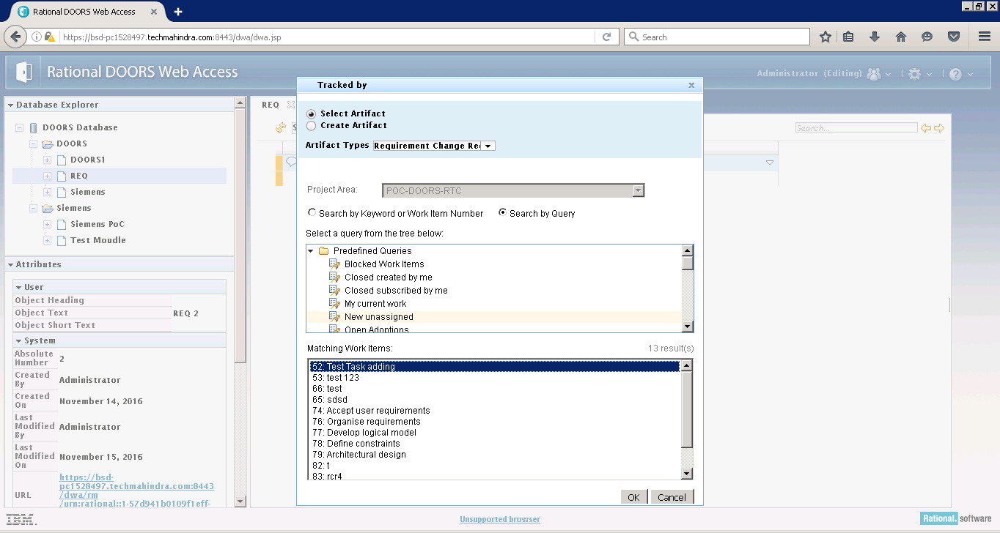 Rational DOORS Web Access
https://bsd-pc1528497.techmahindra.com:8443/dwa/dwa.jsp
Search
Rational DOORS Web Access
Administrator (Editing)
Database Explorer
DOORS Database
DOORS
DOORS1
REQ
Siemens
Siemens
Siemens PoC
Test Moudle
Attributes
User
Object Heading
Object Text REQ 2
Object Short Text
System
Absolute Number 2
Created By Administrator
Created On November 14, 2016
Last Modified By Administrator
Last Modified On November 15, 2016
URL https://bsd-
pc1528497.techmahindra.com:8443
/dwa/rm
/urn:rational::1-57d941b0109f1eff-
REQ
S
Search...
Tracked by
Select Artifact
Create Artifact
Artifact Types Requirement Change Re
Project Area: POC-DOORS-RTC
Search by Keyword or Work Item Number Search by Query
Select a query from the tree below:
Predefined Queries
Blocked Work Items
Closed created by me
Closed subscribed by me
My current work
New unassigned
Open Adoptions
Matching Work Items: 13 result(s)
52: Test Task adding
53: test 123
66: test
65: sdsd
74: Accept user requirements
76: Organise requirements
77: Develop logical model
78: Define constraints
79: Architectural design
82: t
83: rcr4
OK Cancel
IBM.
Unsupported browser
Rational. software